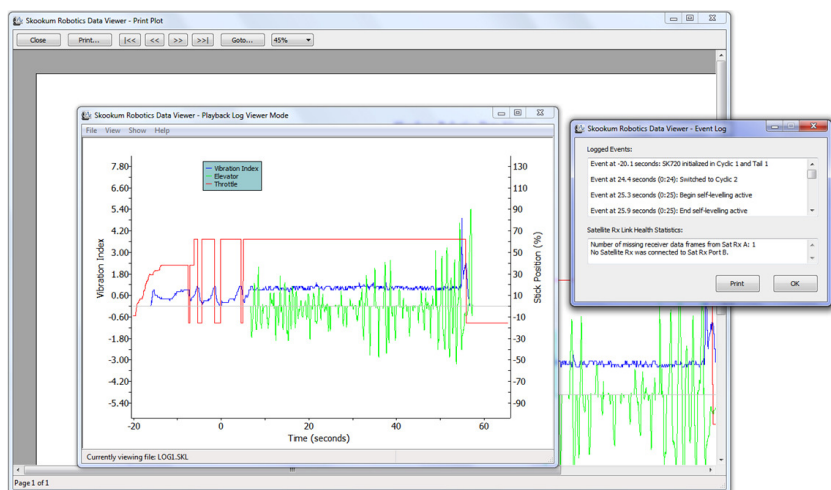 Skookum Robotics Data Viewer - Print Plot
Close Print... |<< << >> >>| Goto... 45%
Skookum Robotics Data Viewer - Playback Log Viewer Mode
File View Show Help
Vibration Index
Elevator
Throttle
Vibration Index
7.80
6.60
5.40
4.20
3.00
1.80
0.60
-0.60
-1.80
-3.00
-4.20
-5.40
130
110
90
70
50
30
10
-10
-30
-50
-70
-90
Stick Position (%)
-20 0 20 40 60
Time (seconds)
Currently viewing file: LOG1.SKL
Skookum Robotics Data Viewer - Event Log
Logged Events:
Event at -20.1 seconds: SK720 initialized in Cyclic 1 and Tail 1
Event at 24.4 seconds (0:24): Switched to Cyclic 2
Event at 25.3 seconds (0:25): Begin self-levelling active
Event at 25.9 seconds (0:25): End self-levelling active
Satellite Rx Link Health Statistics:
Number of missing receiver data frames from Sat Rx A: 1
No Satellite Rx was connected to Sat Rx Port B.
Print OK
Page 1 of 1